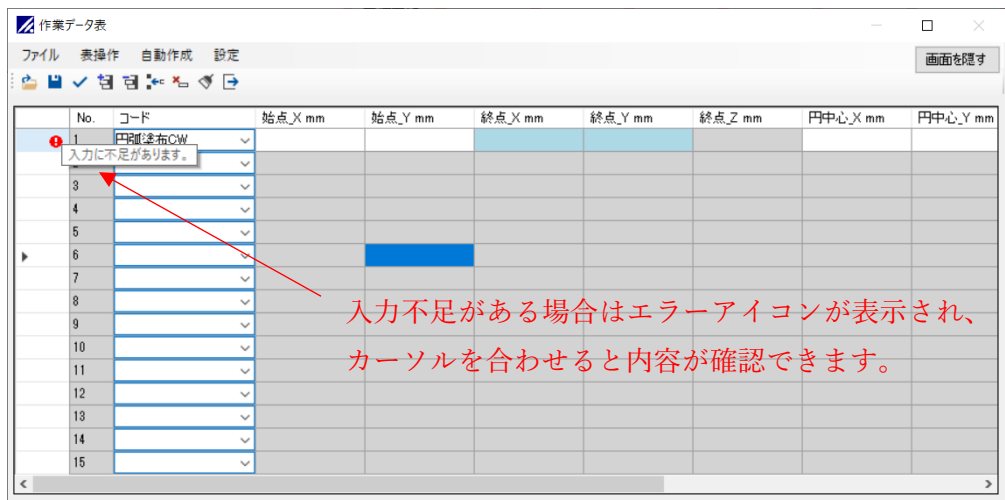 作業データ表
ファイル 表操作 自動作成 設定
画面を隠す
No. コード 始点_X mm 始点_Y mm 終点_X mm 終点_Y mm 終点_Z mm 円中心_X mm 円中心_Y mm
1 円弧塗布CW
入力に不足があります。
3
4
5
6
7
8
9
10
11
12
13
14
15
入力不足がある場合はエラーアイコンが表示され、
カーソルを合わせると内容が確認できます。